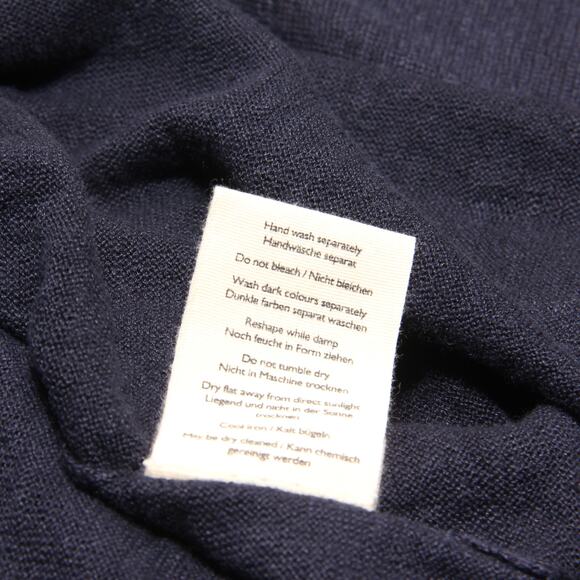 Hand wash separately
Handwäsche separat
Do not bleach / Nicht bleichen
Wash dark colours separately
Dunkle farben separat waschen
Reshape while damp
Noch feucht in Form ziehen
Do not tumble dry
Nicht in Maschine trocknen
Dry flat away from direct sunlight
Liegend und nicht in der Sonne
trocknen
Cool iron / Kalt bügeln
May be dry cleaned / Kann chemisch
gereinigt werden